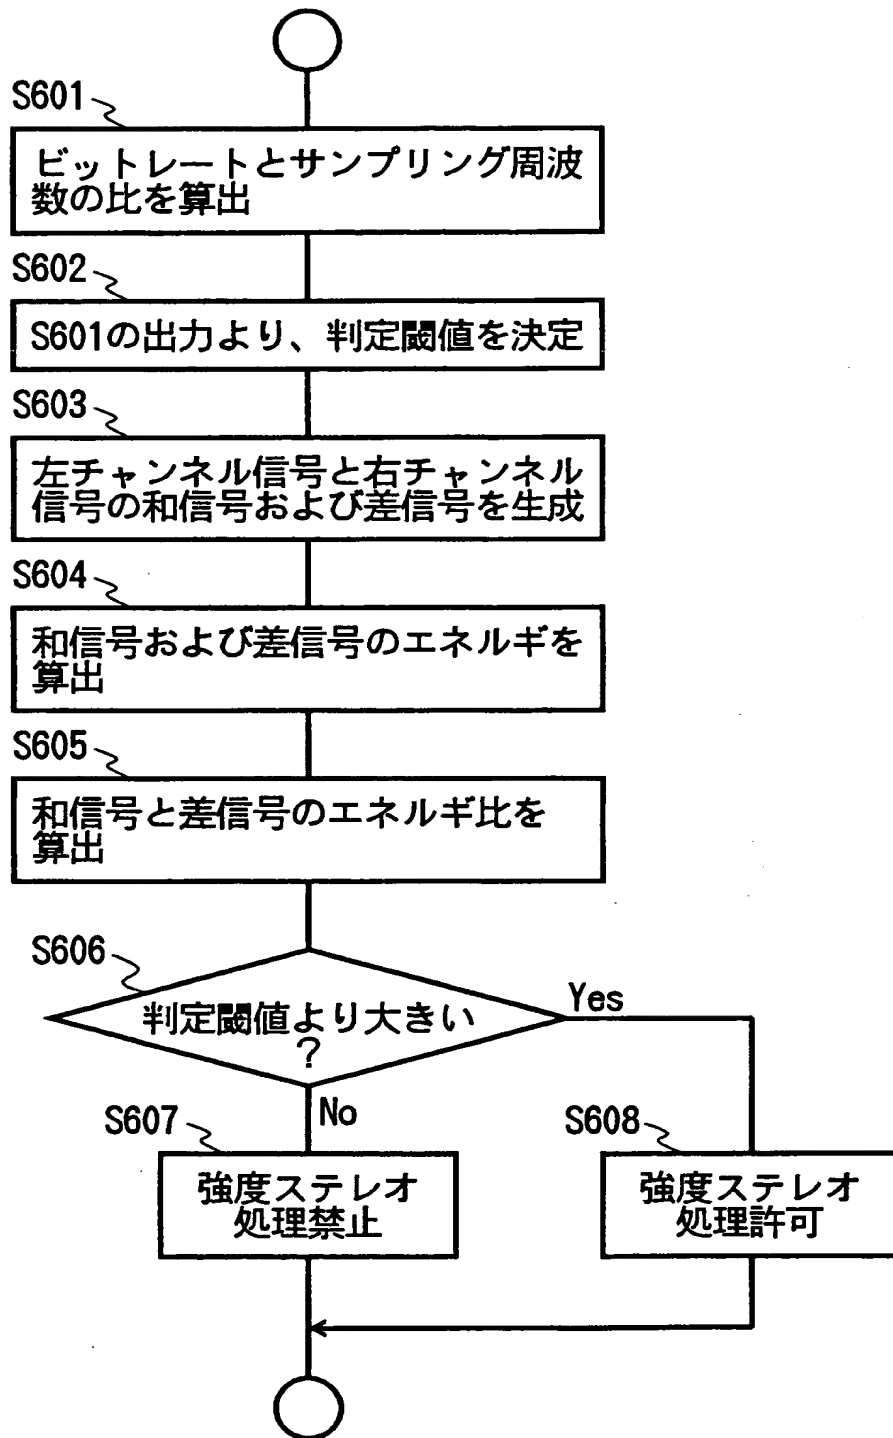 S601
ビットレートとサンプリング周波
数の比を算出
S602
S601の出力より、判定閾値を決定
S603
左チャンネル信号と右チャンネル
信号の和信号および差信号を生成
S604
和信号および差信号のエネルギを
算出
S605
和信号と差信号のエネルギ比を
算出
S606
判定閾値より大きい
?
Yes
No
S607
強度ステレオ
処理禁止
S608
強度ステレオ
処理許可